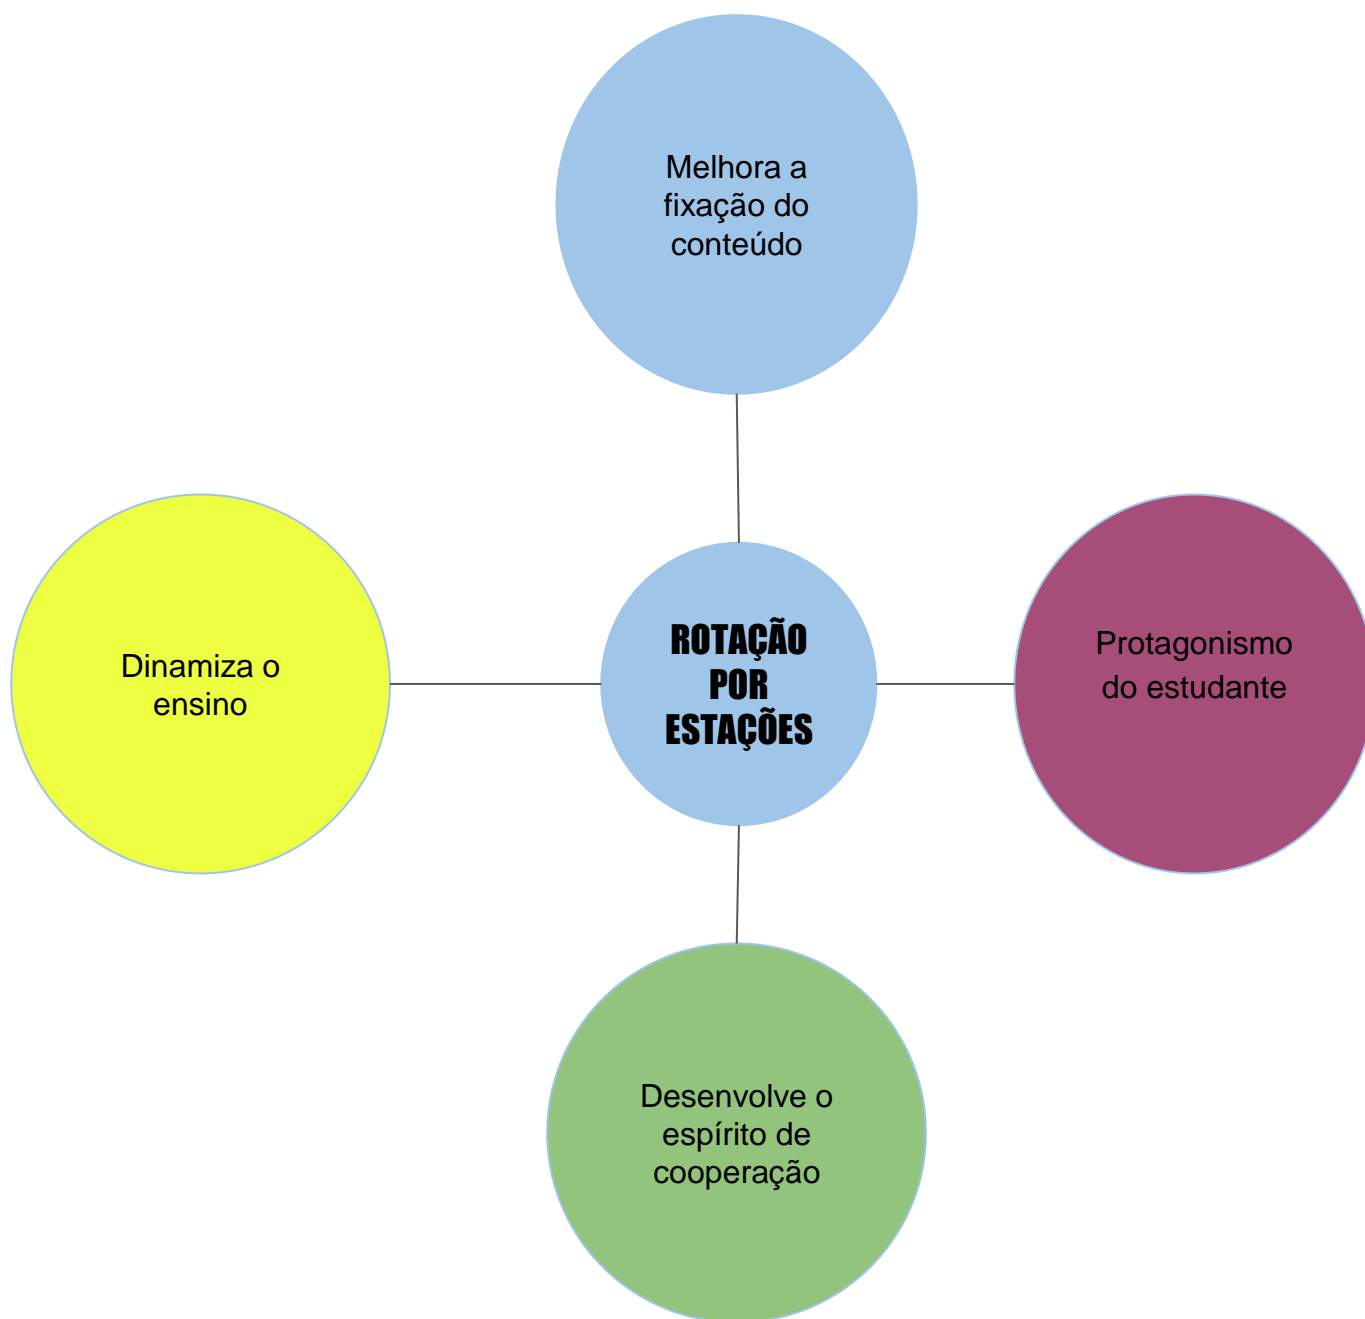 Melhora a
fixação do
conteúdo
Dinamiza o
ensino
ROTAÇÃO
POR
ESTAÇÕES
Protagonismo
do estudante
Desenvolve o
espírito de
cooperação